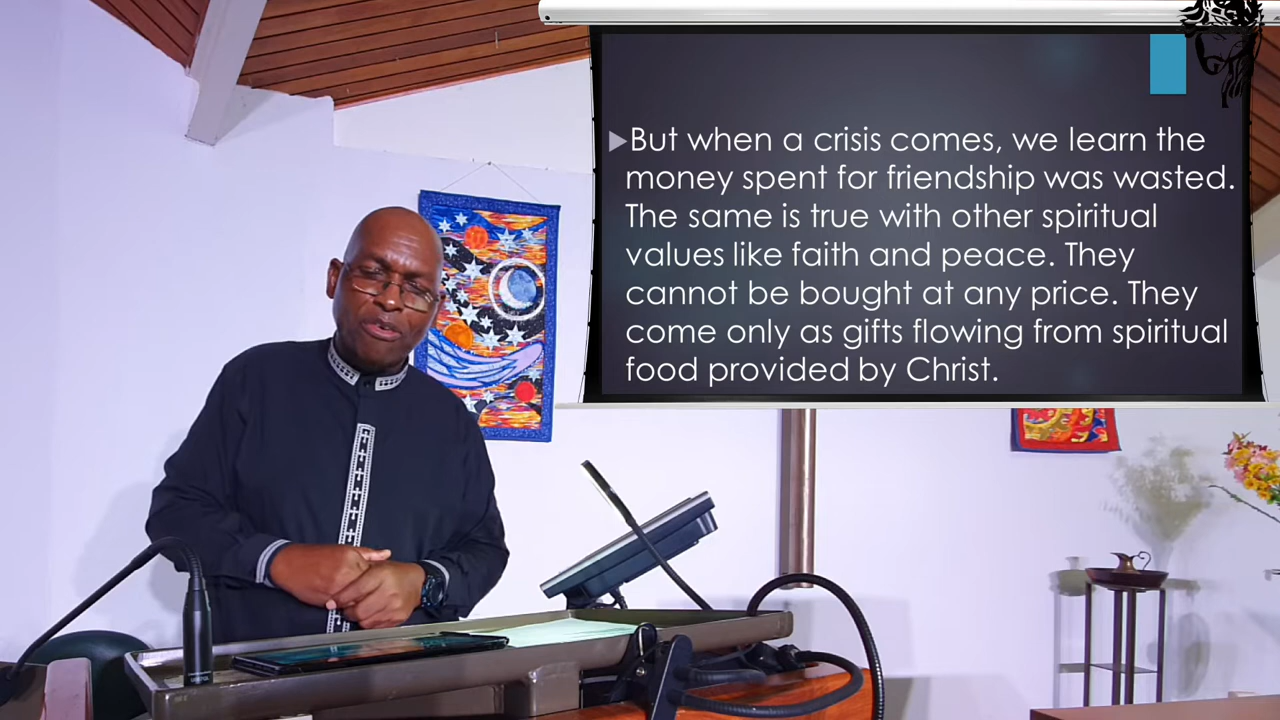 But when a crisis comes, we learn the
money spent for friendship was wasted.
The same is true with other spiritual
values like faith and peace. They
cannot be bought at any price. They
come only as gifts flowing from spiritual
food provided by Christ.